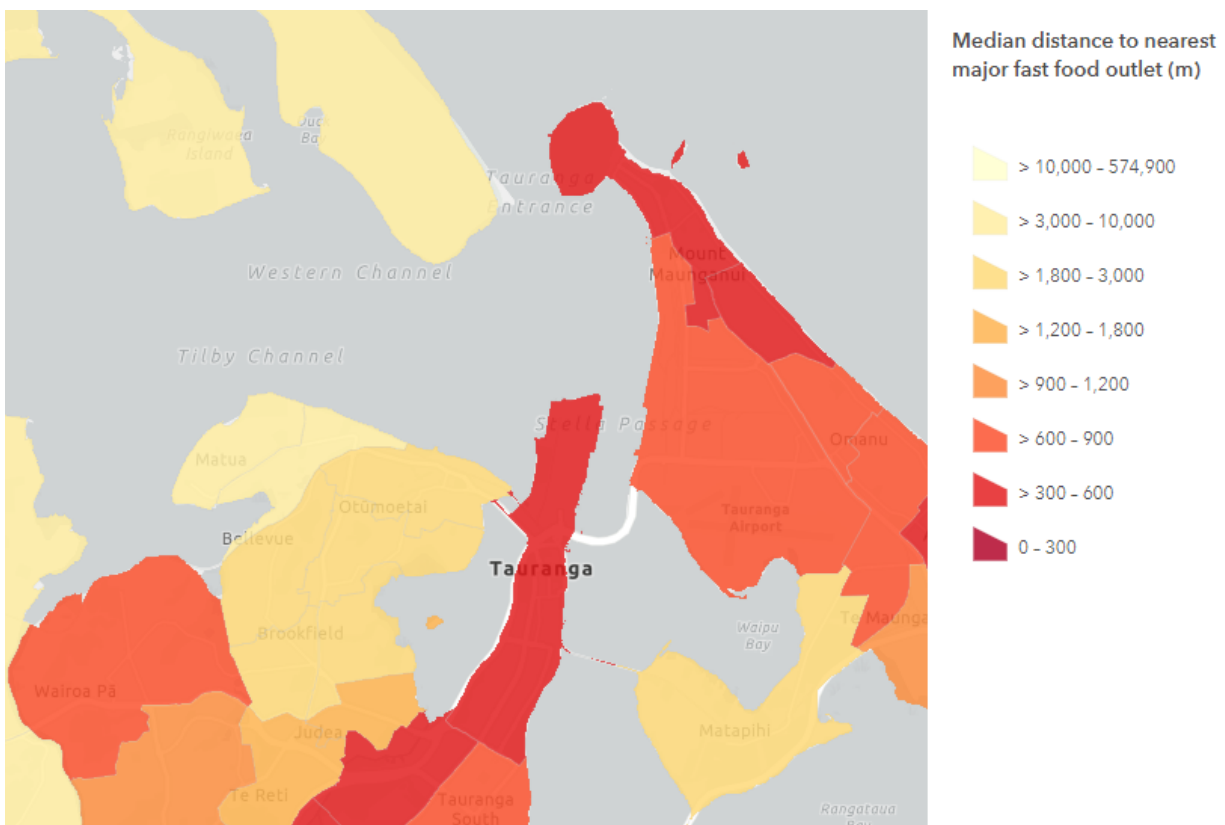 Median distance to nearest
major fast food outlet (m)
> 10,000 - 574,900
> 3,000 - 10,000
> 1,800 - 3,000
> 1,200 - 1,800
> 900 - 1,200
> 600 - 900
> 300 - 600
0 - 300
Rangiwaea
Island
Duck
Bay
Tauranga
Entrance
Western Channel
Mount
Maunganui
Tilby Channel
Stella Passage
Omanu
Matua
Otūmoetai
Tauranga
Airport
Bellevue
Tauranga
Te Maunga
Waipu
Bay
Brookfield
Wairoa Pā
Judea
Matapihi
Te Reti
Tauranga
South
Rangataua
Bay